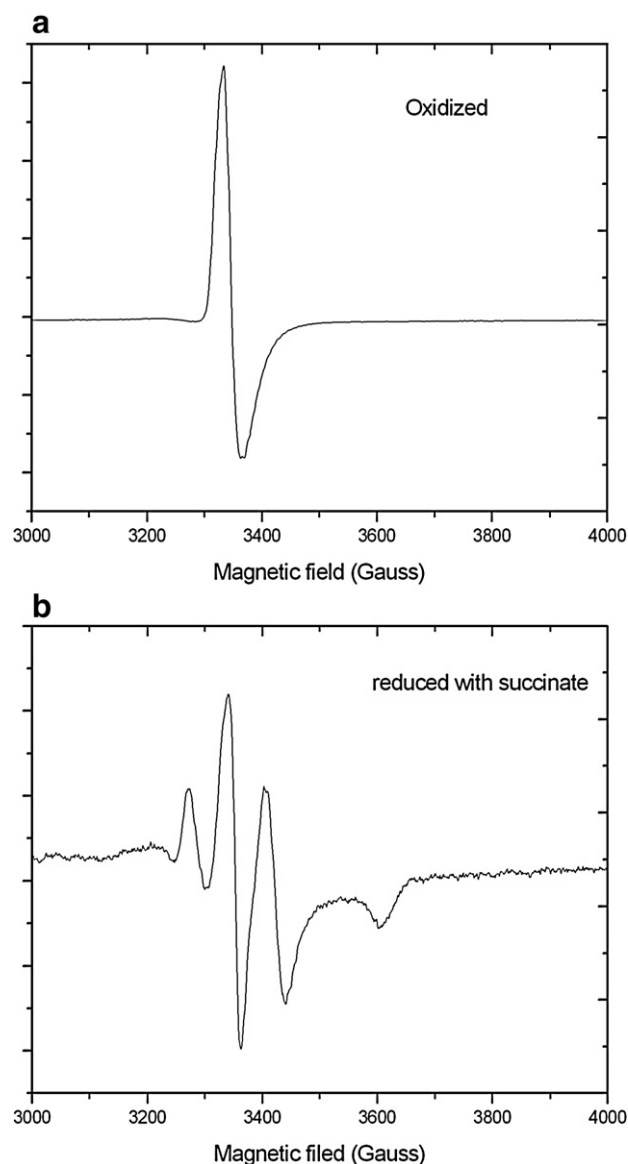 a
Oxidized
3000 3200 3400 3600 3800 4000
Magnetic field (Gauss)
b
reduced with succinate
3000 3200 3400 3600 3800 4000
Magnetic filed (Gauss)